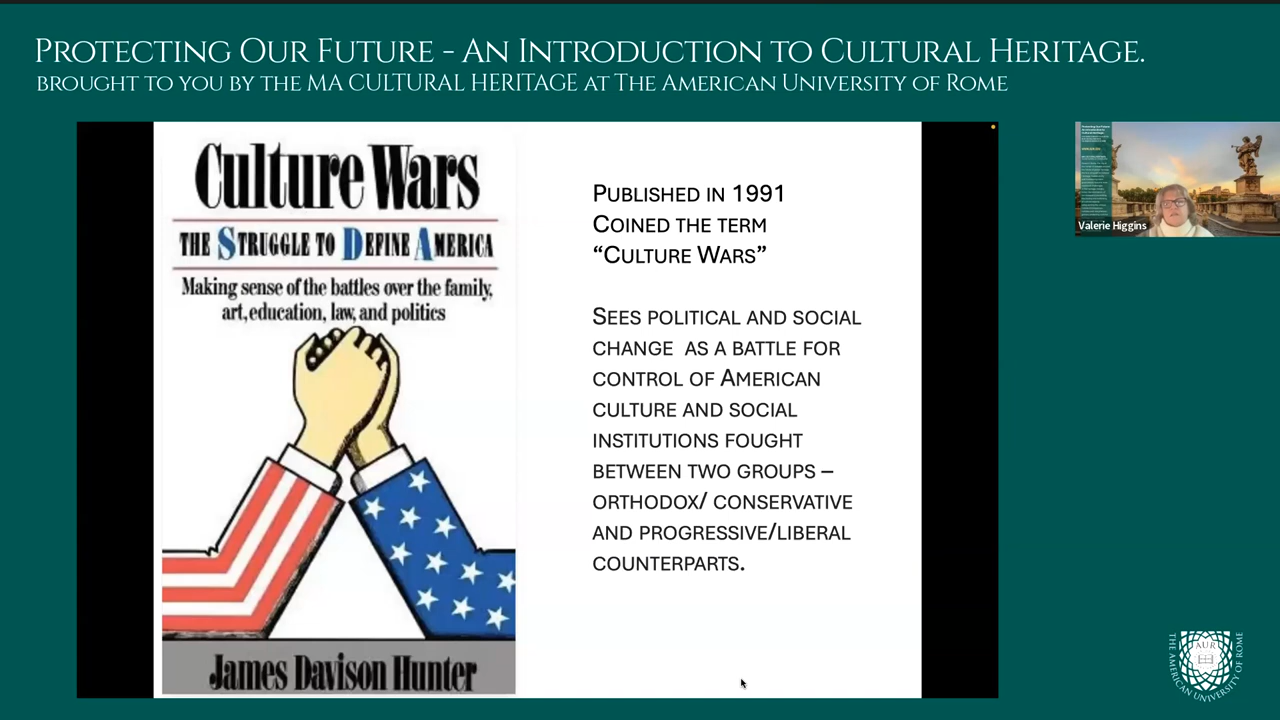 Protecting Our Future - An Introduction to Cultural Heritage.
brought to you by the MA Cultural Heritage at The American University of Rome
Culture Wars
The Struggle to Define America
Making sense of the battles over the family,
art, education, law, and politics
James Davison Hunter
Published in 1991
Coined the term
“Culture Wars”
Sees political and social
change as a battle for
control of American
culture and social
institutions fought
between two groups –
orthodox/ conservative
and progressive/liberal
counterparts.
Valerie Higgins
AUR
THE AMERICAN UNIVERSITY OF ROME